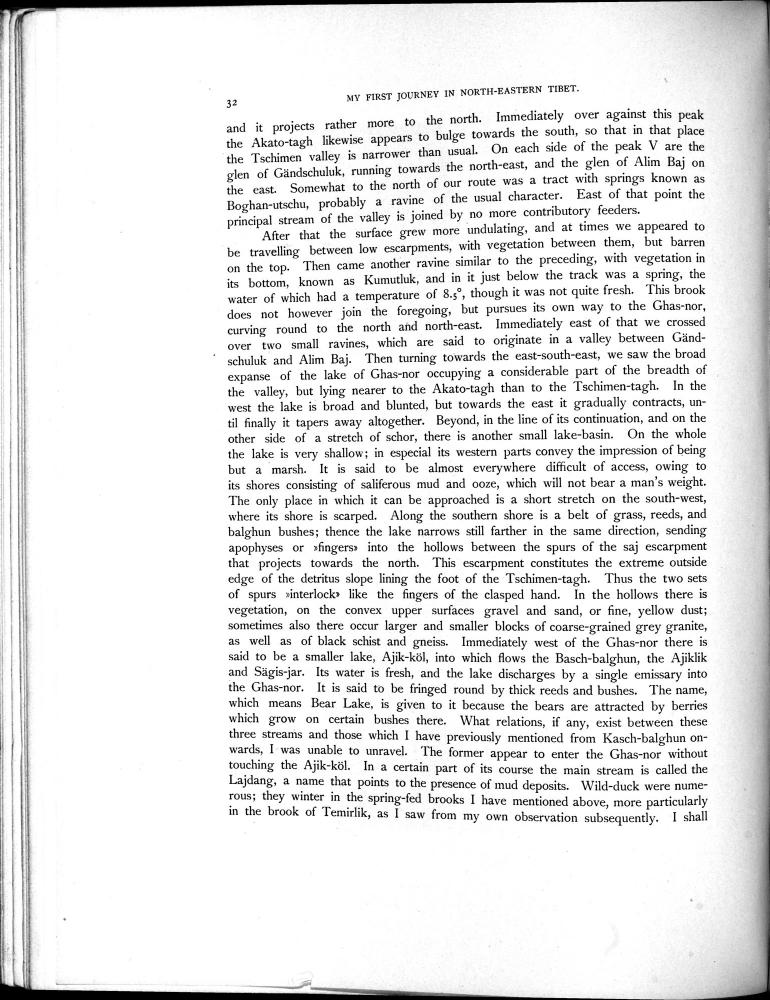 32
MY FIRST JOURNEY IN NORTH-EASTERN TIBET.
and it projects rather more to the north. Immediately over against this peak
the Akato-tagh likewise appears to bulge towards the south, so that in that place
the Tschimen valley is narrower than usual. On each side of the peak V are the
glen of Gändschuluk, running towards the north-east, and the glen of Alim Baj on
the east. Somewhat to the north of our route was a tract with springs known as
Boghan-utschu, probably a ravine of the usual character. East of that point the
principal stream of the valley is joined by no more contributory feeders.
After that the surface grew more undulating, and at times we appeared to
be travelling between low escarpments, with vegetation between them, but barren
on the top. Then came another ravine similar to the preceding, with vegetation in
its bottom, known as Kumutluk, and in it just below the track was a spring, the
water of which had a temperature of 8.5°, though it was not quite fresh. This brook
does not however join the foregoing, but pursues its own way to the Ghas-nor,
curving round to the north and north-east. Immediately east of that we crossed
over two small ravines, which are said to originate in a valley between Gänd-
schuluk and Alim Baj. Then turning towards the east-south-east, we saw the broad
expanse of the lake of Ghas-nor occupying a considerable part of the breadth of
the valley, but lying nearer to the Akato-tagh than to the Tschimen-tagh. In the
west the lake is broad and blunted, but towards the east it gradually contracts, un-
til finally it tapers away altogether. Beyond, in the line of its continuation, and on the
other side of a stretch of schor, there is another small lake-basin. On the whole
the lake is very shallow; in especial its western parts convey the impression of being
but a marsh. It is said to be almost everywhere difficult of access, owing to
its shores consisting of saliferous mud and ooze, which will not bear a man's weight.
The only place in which it can be approached is a short stretch on the south-west,
where its shore is scarped. Along the southern shore is a belt of grass, reeds, and
balghun bushes; thence the lake narrows still farther in the same direction, sending
apophyses or »fingers» into the hollows between the spurs of the saj escarpment
that projects towards the north. This escarpment constitutes the extreme outside
edge of the detritus slope lining the foot of the Tschimen-tagh. Thus the two sets
of spurs »interlock» like the fingers of the clasped hand. In the hollows there is
vegetation, on the convex upper surfaces gravel and sand, or fine, yellow dust;
sometimes also there occur larger and smaller blocks of coarse-grained grey granite,
as well as of black schist and gneiss. Immediately west of the Ghas-nor there is
said to be a smaller lake, Ajik-köl, into which flows the Basch-balghun, the Ajiklik
and Sägis-jar. Its water is fresh, and the lake discharges by a single emissary into
the Ghas-nor. It is said to be fringed round by thick reeds and bushes. The name,
which means Bear Lake, is given to it because the bears are attracted by berries
which grow on certain bushes there. What relations, if any, exist between these
three streams and those which I have previously mentioned from Kasch-balghun on-
wards, I was unable to unravel. The former appear to enter the Ghas-nor without
touching the Ajik-köl. In a certain part of its course the main stream is called the
Lajdang, a name that points to the presence of mud deposits. Wild-duck were nume-
rous; they winter in the spring-fed brooks I have mentioned above, more particularly
in the brook of Temirlik, as I saw from my own observation subsequently. I shall